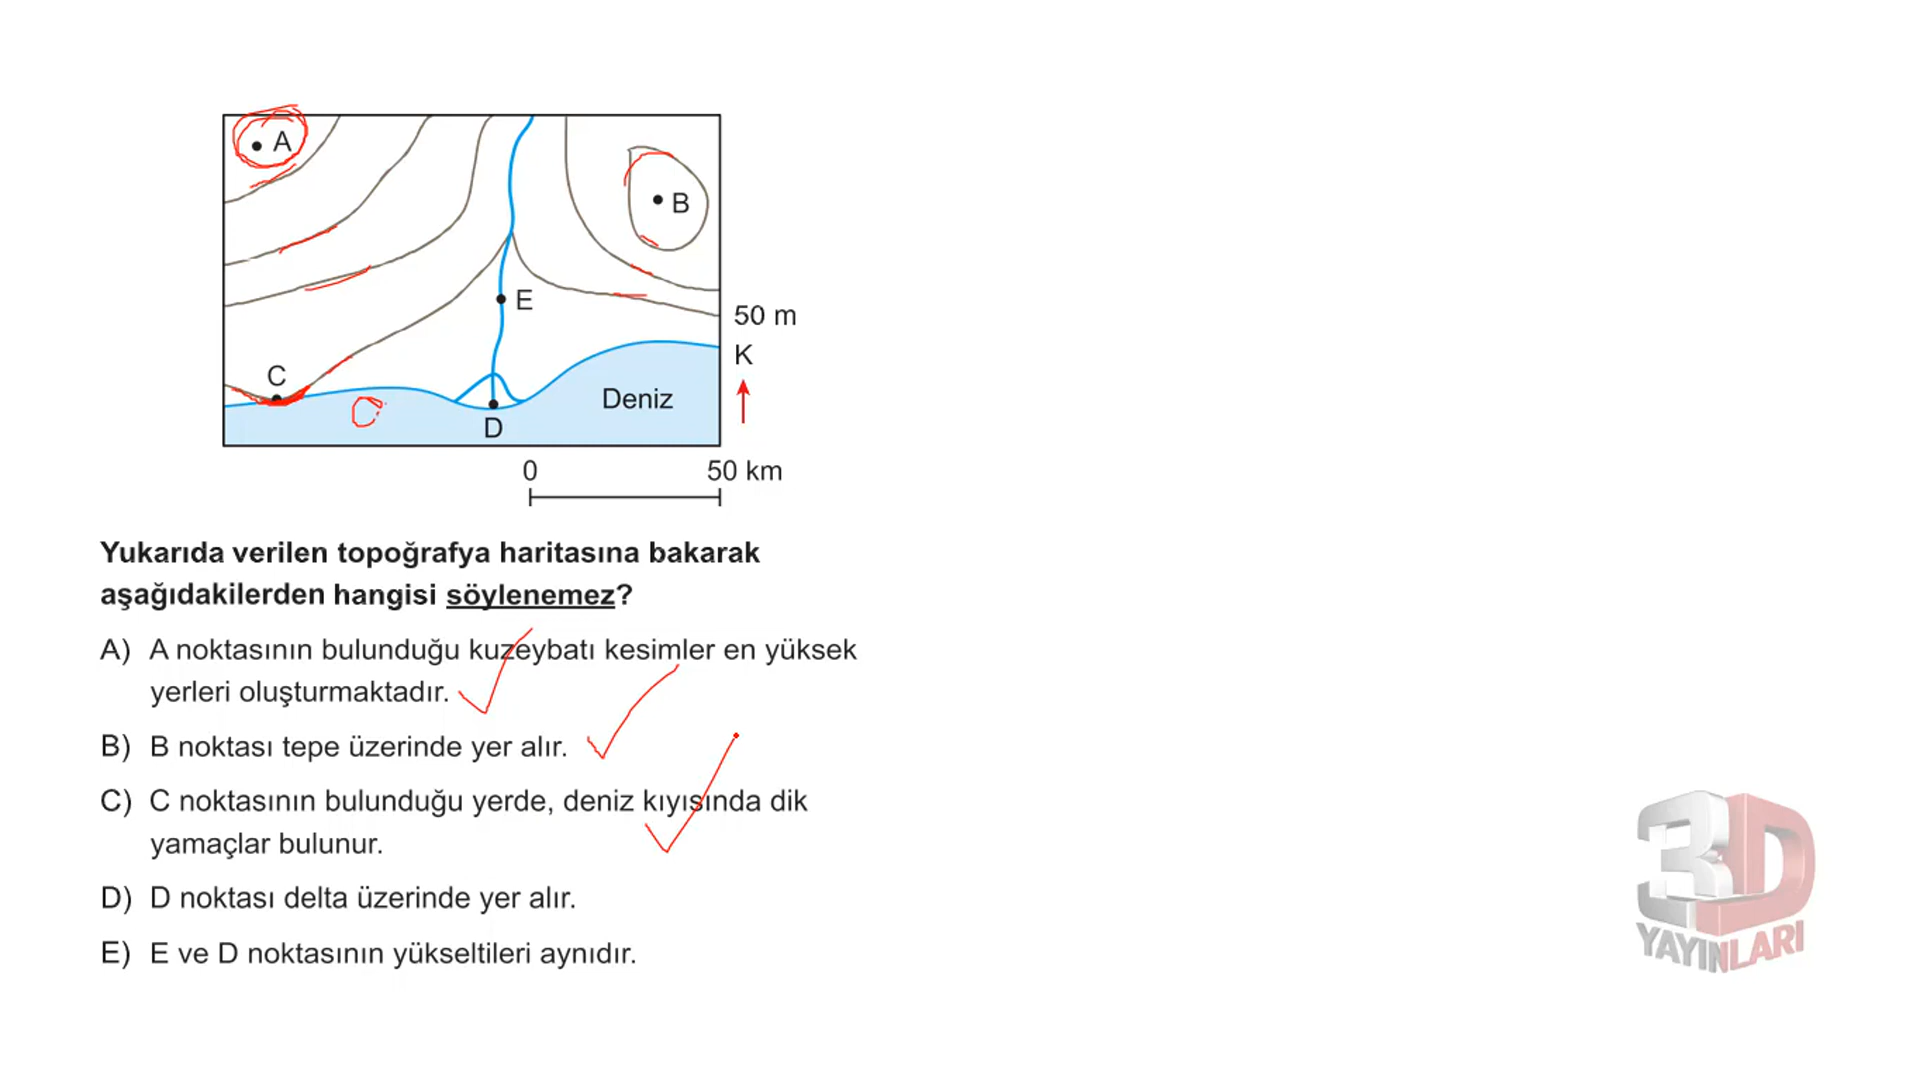 A
B
E
50 m
K
C
Deniz
D
0 50 km
Yukarıda verilen topoğrafya haritasına bakarak
aşağıdakilerden hangisi söylenemez?
A) A noktasının bulunduğu kuzeybatı kesimler en yüksek
yerleri oluşturmaktadır.
B) B noktası tepe üzerinde yer alır.
C) C noktasının bulunduğu yerde, deniz kıyısında dik
yamaçlar bulunur.
D) D noktası delta üzerinde yer alır.
E) E ve D noktasının yükseltileri aynıdır.
3D
YAYINLARI